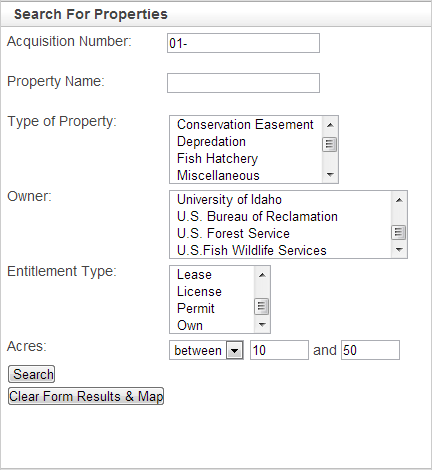 Search For Properties
Acquisition Number: 01-
Property Name:
Type of Property: Conservation Easement
Depredation
Fish Hatchery
Miscellaneous
Owner: University of Idaho
U.S. Bureau of Reclamation
U.S. Forest Service
U.S.Fish Wildlife Services
Entitlement Type: Lease
License
Permit
Own
Acres: between 10 and 50
Search
Clear Form Results & Map